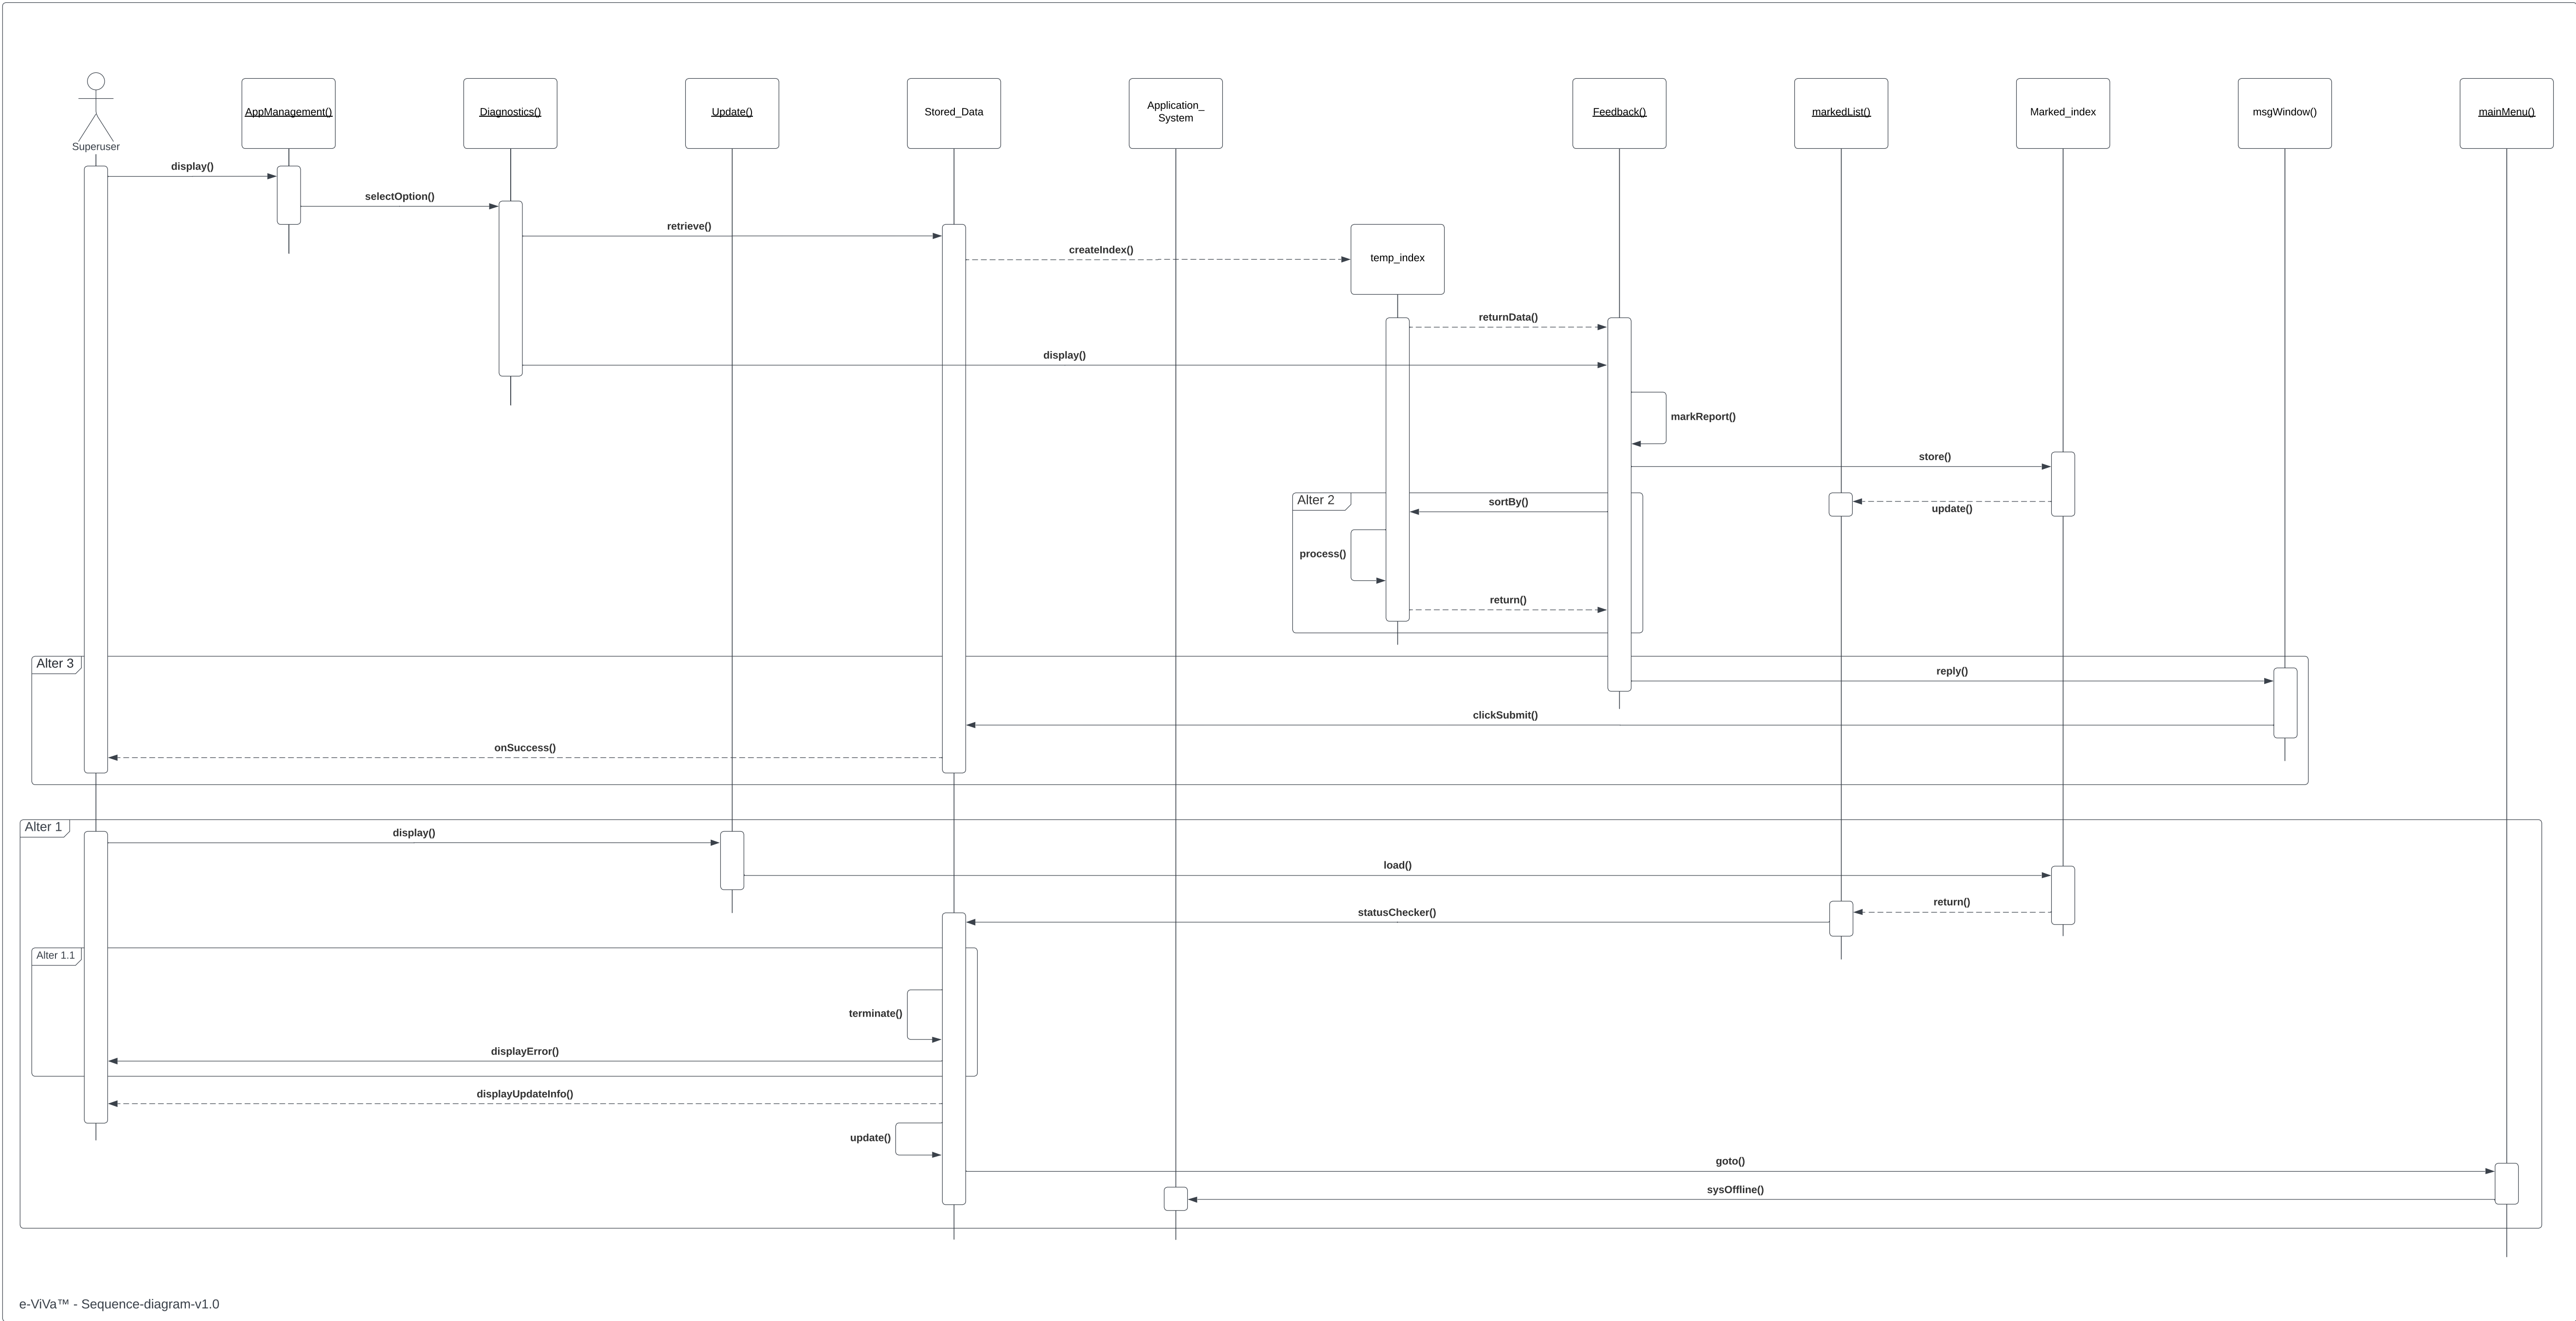 Superuser
AppManagement()
Diagnostics()
Update()
Stored_Data
Application_
System
Feedback()
markedList()
Marked_index
msgWindow()
mainMenu()
display()
selectOption()
retrieve()
createIndex()
temp_index
returnData()
display()
markReport()
store()
Alter 2
sortBy()
update()
process()
return()
Alter 3
reply()
clickSubmit()
onSuccess()
Alter 1
display()
load()
return()
statusChecker()
Alter 1.1
terminate()
displayError()
displayUpdateInfo()
update()
goto()
sysOffline()
e-ViVa™ - Sequence-diagram-v1.0